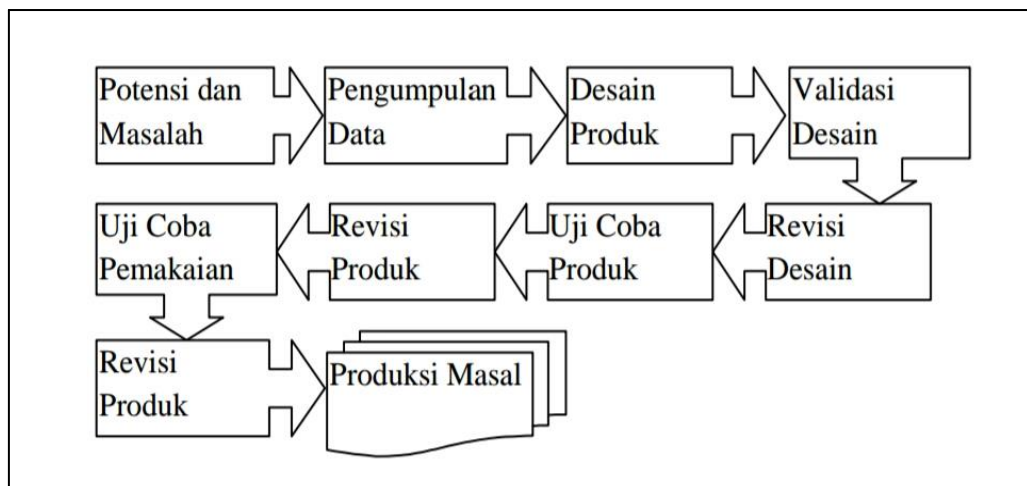 Potensi dan
Masalah
Pengumpulan
Data
Desain
Produk
Validasi
Desain
Revisi
Desain
Uji Coba
Produk
Revisi
Produk
Uji Coba
Pemakaian
Revisi
Produk
Produksi Masal